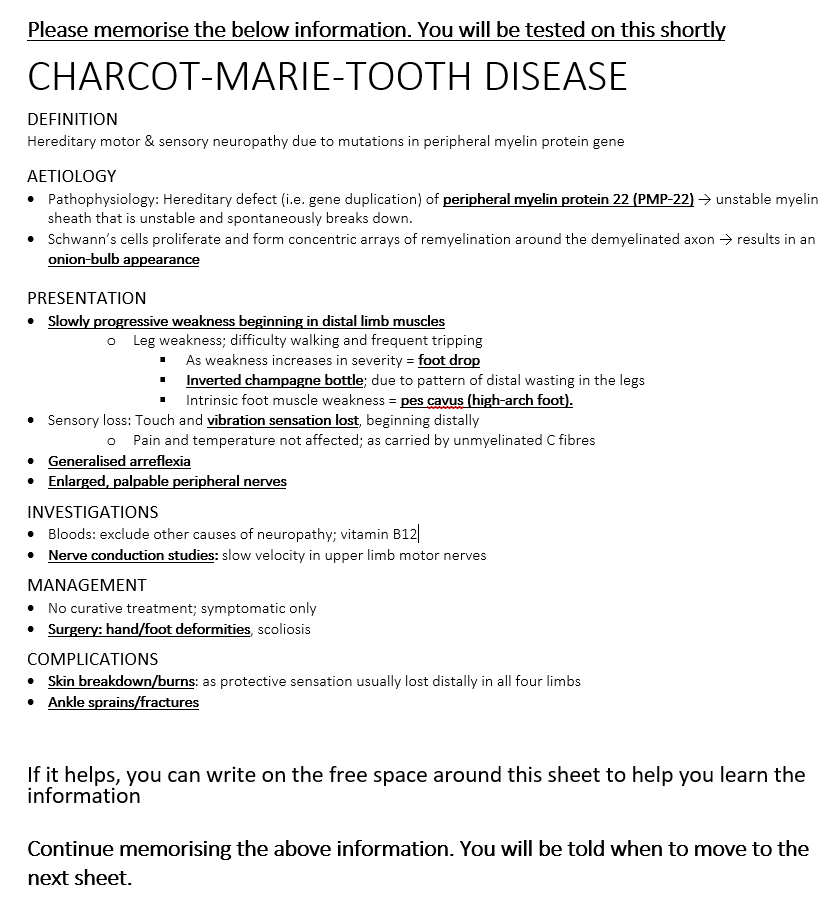 Please memorise the below information. You will be tested on this shortly
CHARCOT-MARIE-TOOTH DISEASE
DEFINITION
Hereditary motor & sensory neuropathy due to mutations in peripheral myelin protein gene
AETIOLOGY
• Pathophysiology: Hereditary defect (i.e. gene duplication) of peripheral myelin protein 22 (PMP-22) → unstable myelin
sheath that is unstable and spontaneously breaks down.
• Schwann's cells proliferate and form concentric arrays of remyelination around the demyelinated axon → results in an
onion-bulb appearance
PRESENTATION
• Slowly progressive weakness beginning in distal limb muscles
o Leg weakness; difficulty walking and frequent tripping
▪ As weakness increases in severity = foot drop
▪ Inverted champagne bottle; due to pattern of distal wasting in the legs
▪ Intrinsic foot muscle weakness = pes cavus (high-arch foot).
• Sensory loss: Touch and vibration sensation lost, beginning distally
o Pain and temperature not affected; as carried by unmyelinated C fibres
• Generalised arreflexia
• Enlarged, palpable peripheral nerves
INVESTIGATIONS
• Bloods: exclude other causes of neuropathy; vitamin B12
• Nerve conduction studies: slow velocity in upper limb motor nerves
MANAGEMENT
• No curative treatment; symptomatic only
• Surgery: hand/foot deformities, scoliosis
COMPLICATIONS
• Skin breakdown/burns: as protective sensation usually lost distally in all four limbs
• Ankle sprains/fractures
If it helps, you can write on the free space around this sheet to help you learn the
information
Continue memorising the above information. You will be told when to move to the
next sheet.